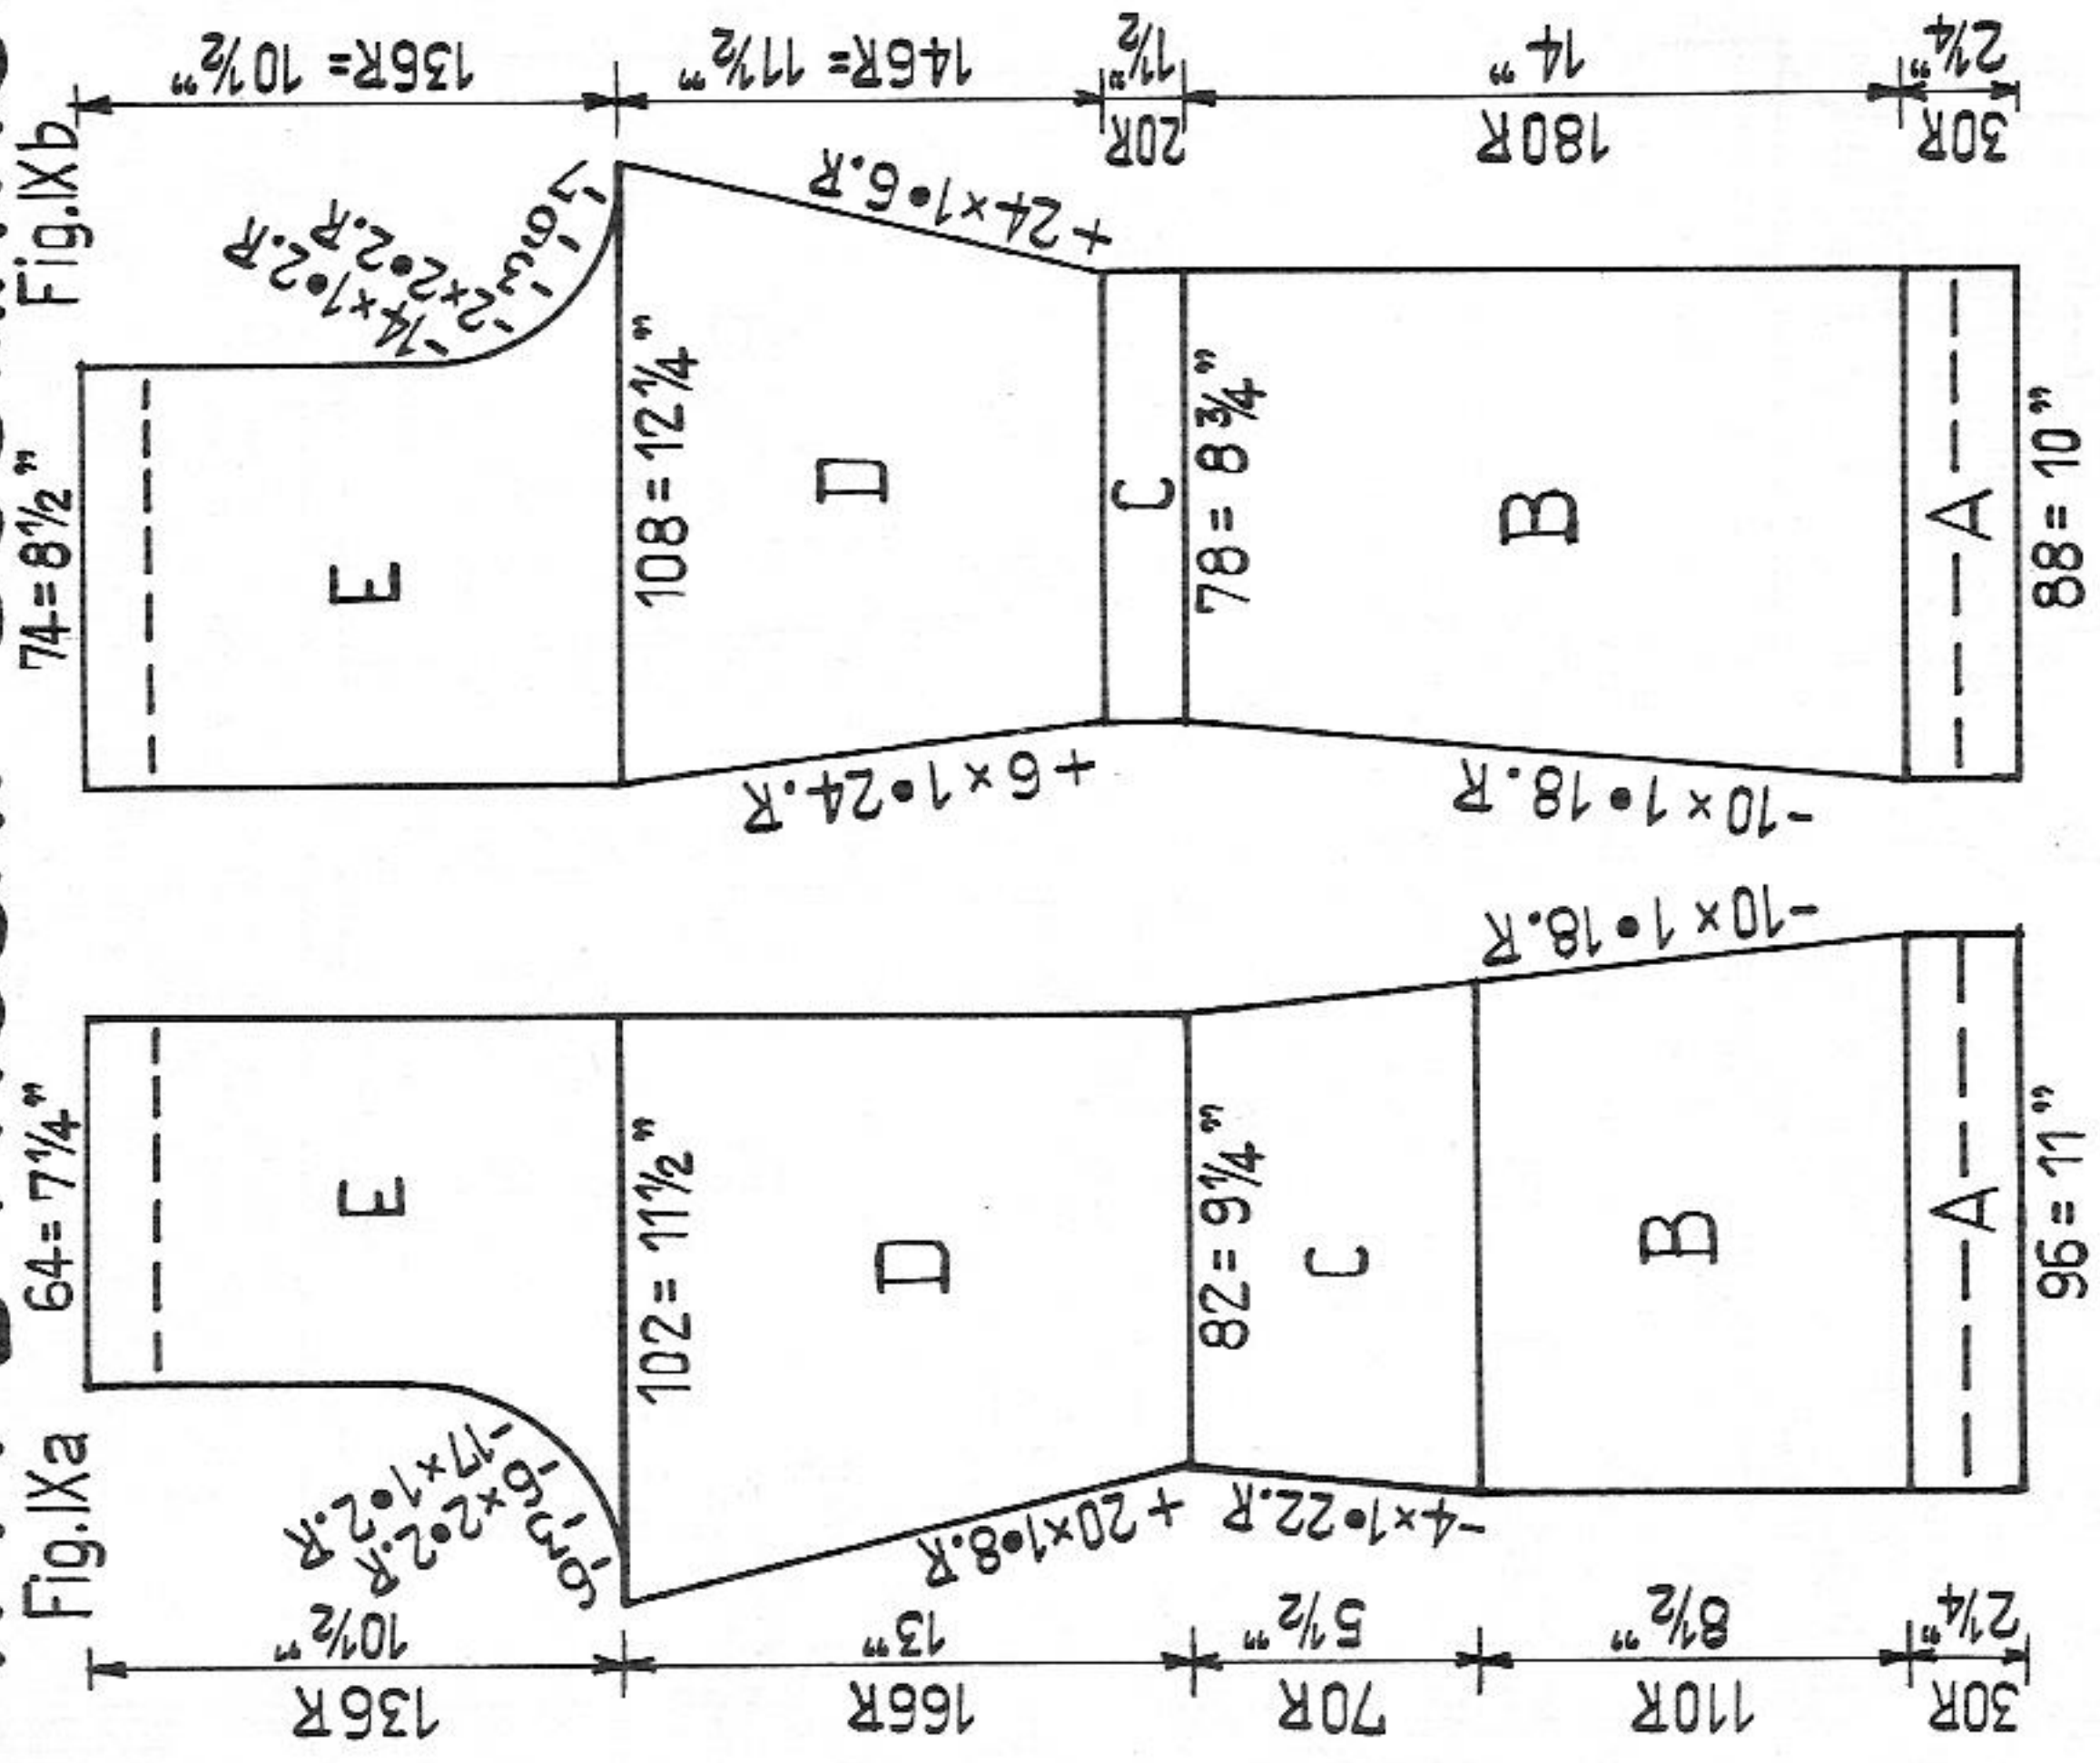 Fig.IXa
64= 7¼"
136R
10½"
E
-17×1•2.R
-6×2•2.R
-3
-6
102= 11½"
166R
13"
D
+20×1•8.R
82= 9¼"
70R
5½"
C
-4×1•22.R
110R
8½"
B
-10×1•18.R
30R
2¼"
A
96= 11"
Fig.IXb
74=8½"
136R= 10½"
E
-14×1•2.R
-2×2•2.R
-3
-6
-7
108= 12¼"
146R= 11½"
D
+6×1•24.R
+24×1•6.R
20R
1½"
C
78= 8¾"
180R
14"
B
-10×1•18.R
30R
2¼"
A
88= 10"